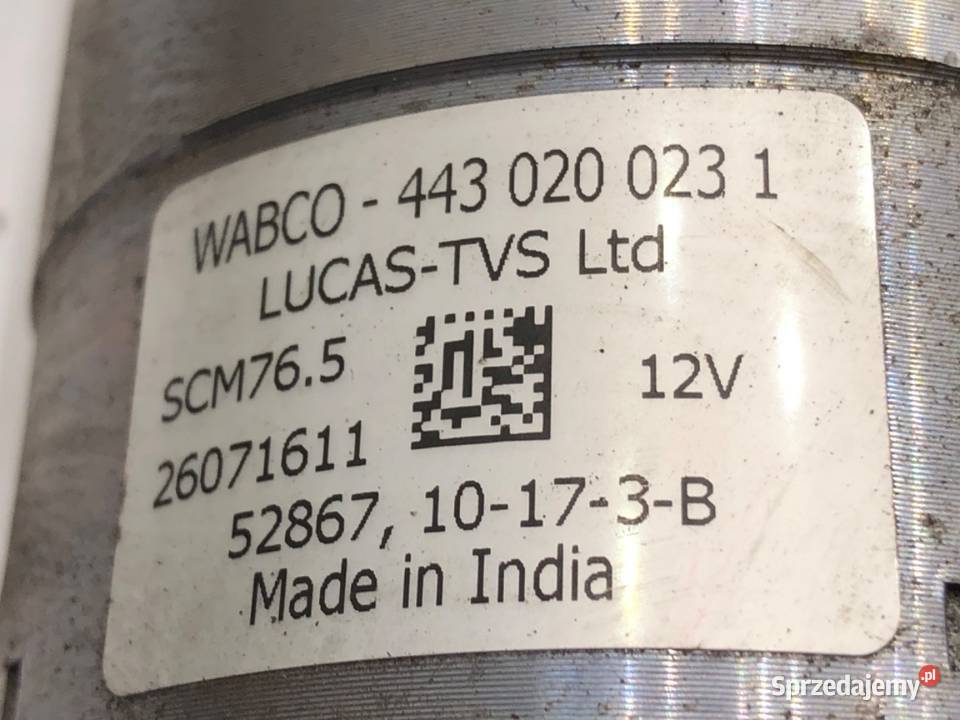 WABCO - 443 020 023 1
LUCAS-TVS Ltd
SCM76.5
12V
26071611
52867, 10-17-3-B
Made in India
Sprzedajemy.pl